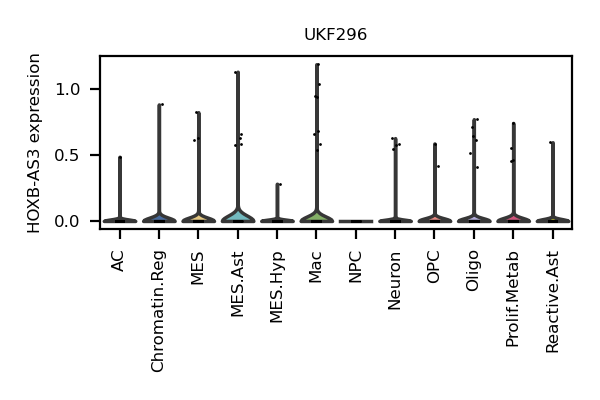 UKF296
HOXB-AS3 expression
1.0
0.5
0.0
AC
Chromatin.Reg
MES
MES.Ast
MES.Hyp
Mac
NPC
Neuron
OPC
Oligo
Prolif.Metab
Reactive.Ast